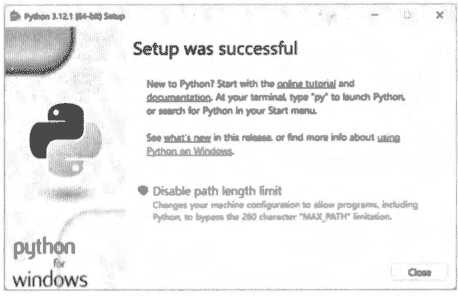 Python 3.12.1 (64-bit) Setup
Setup was successful
New to Python? Start with the online tutorial and
documentation. At your terminal, type "py" to launch Python,
or search for Python in your Start menu.
See what's new in this release, or find more info about using
Python on Windows.
Disable path length limit
Changes your machine configuration to allow programs, including
Python, to bypass the 260 character "MAX_PATH" limitation.
python
for
windows
Close